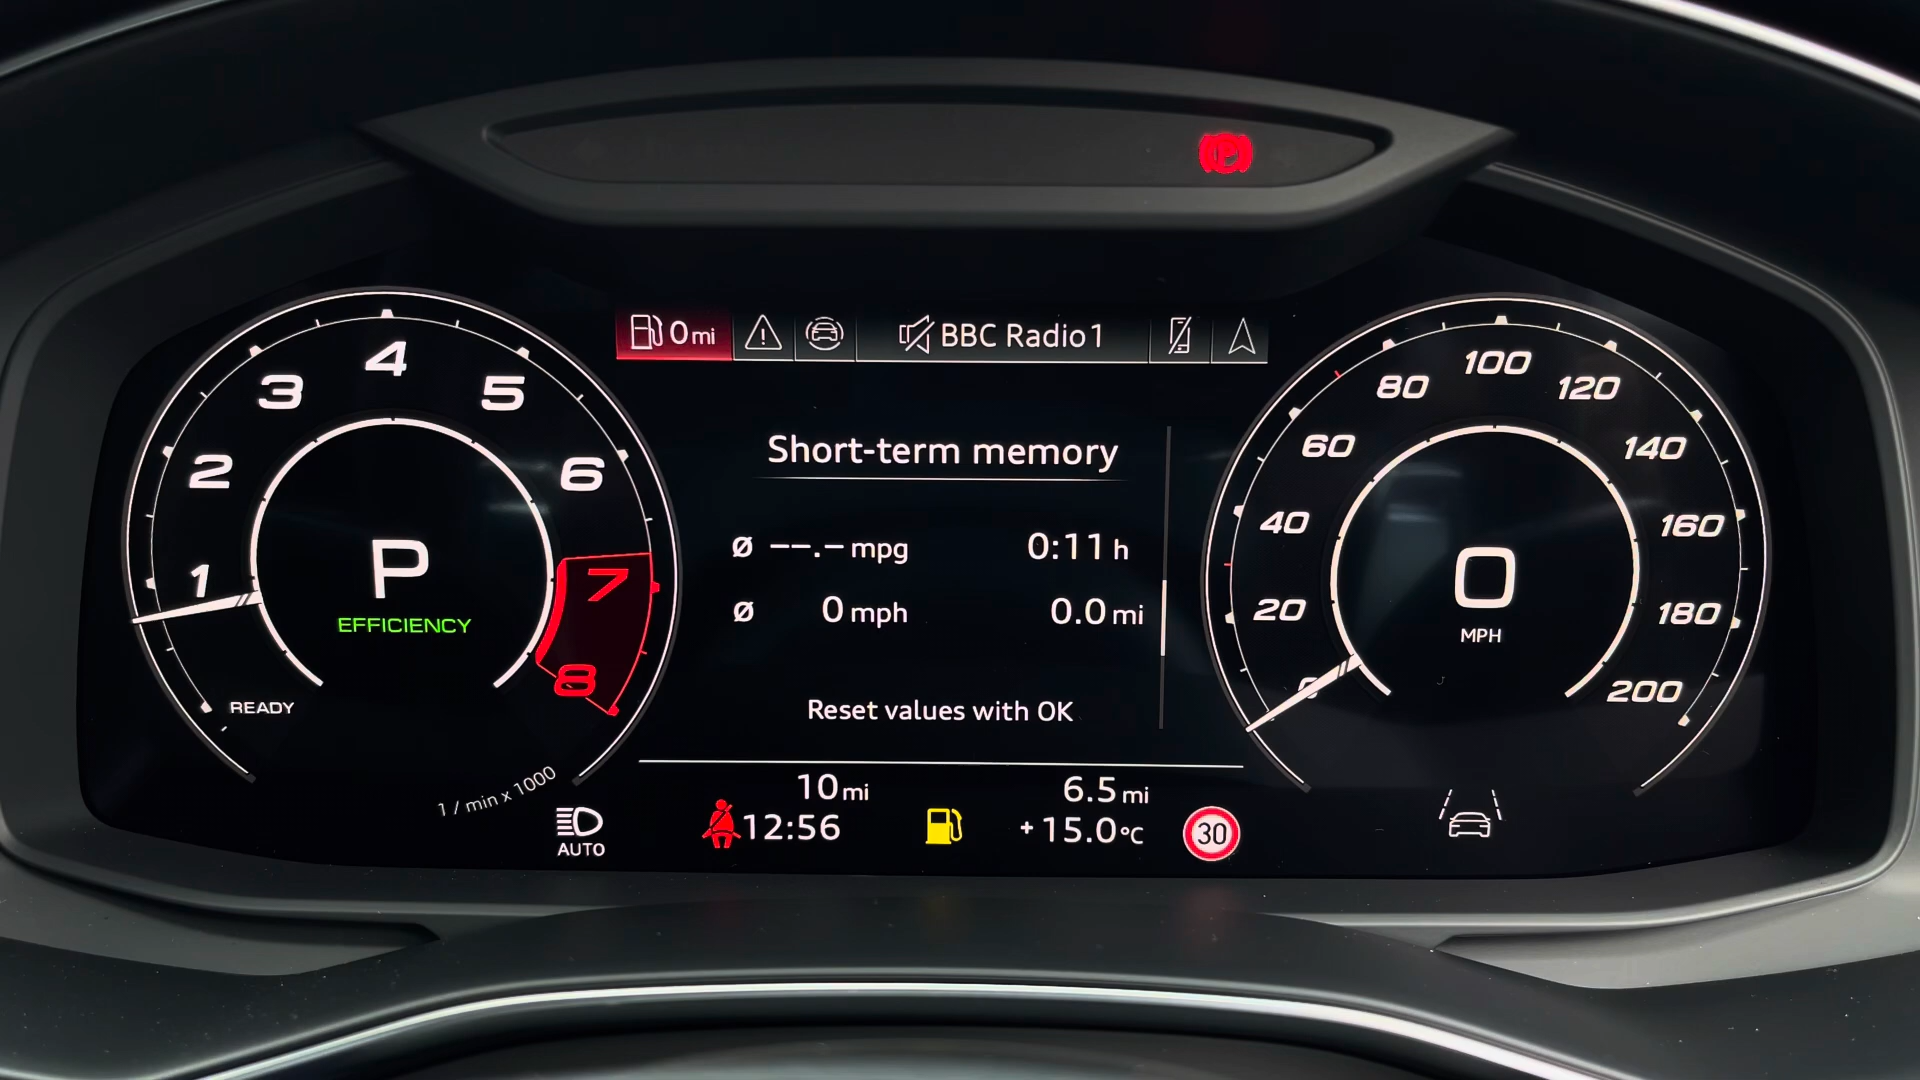 (P)
0 mi
BBC Radio1
1
2
3
4
5
6
7
8
P
EFFICIENCY
READY
1 / min x 1000
Short-term memory
Ø --.- mpg 0:11 h
Ø 0 mph 0.0 mi
Reset values with OK
10 mi 6.5 mi
AUTO
12:56 +15.0°C 30
0
20
40
60
80
100
120
140
160
180
200
0
MPH